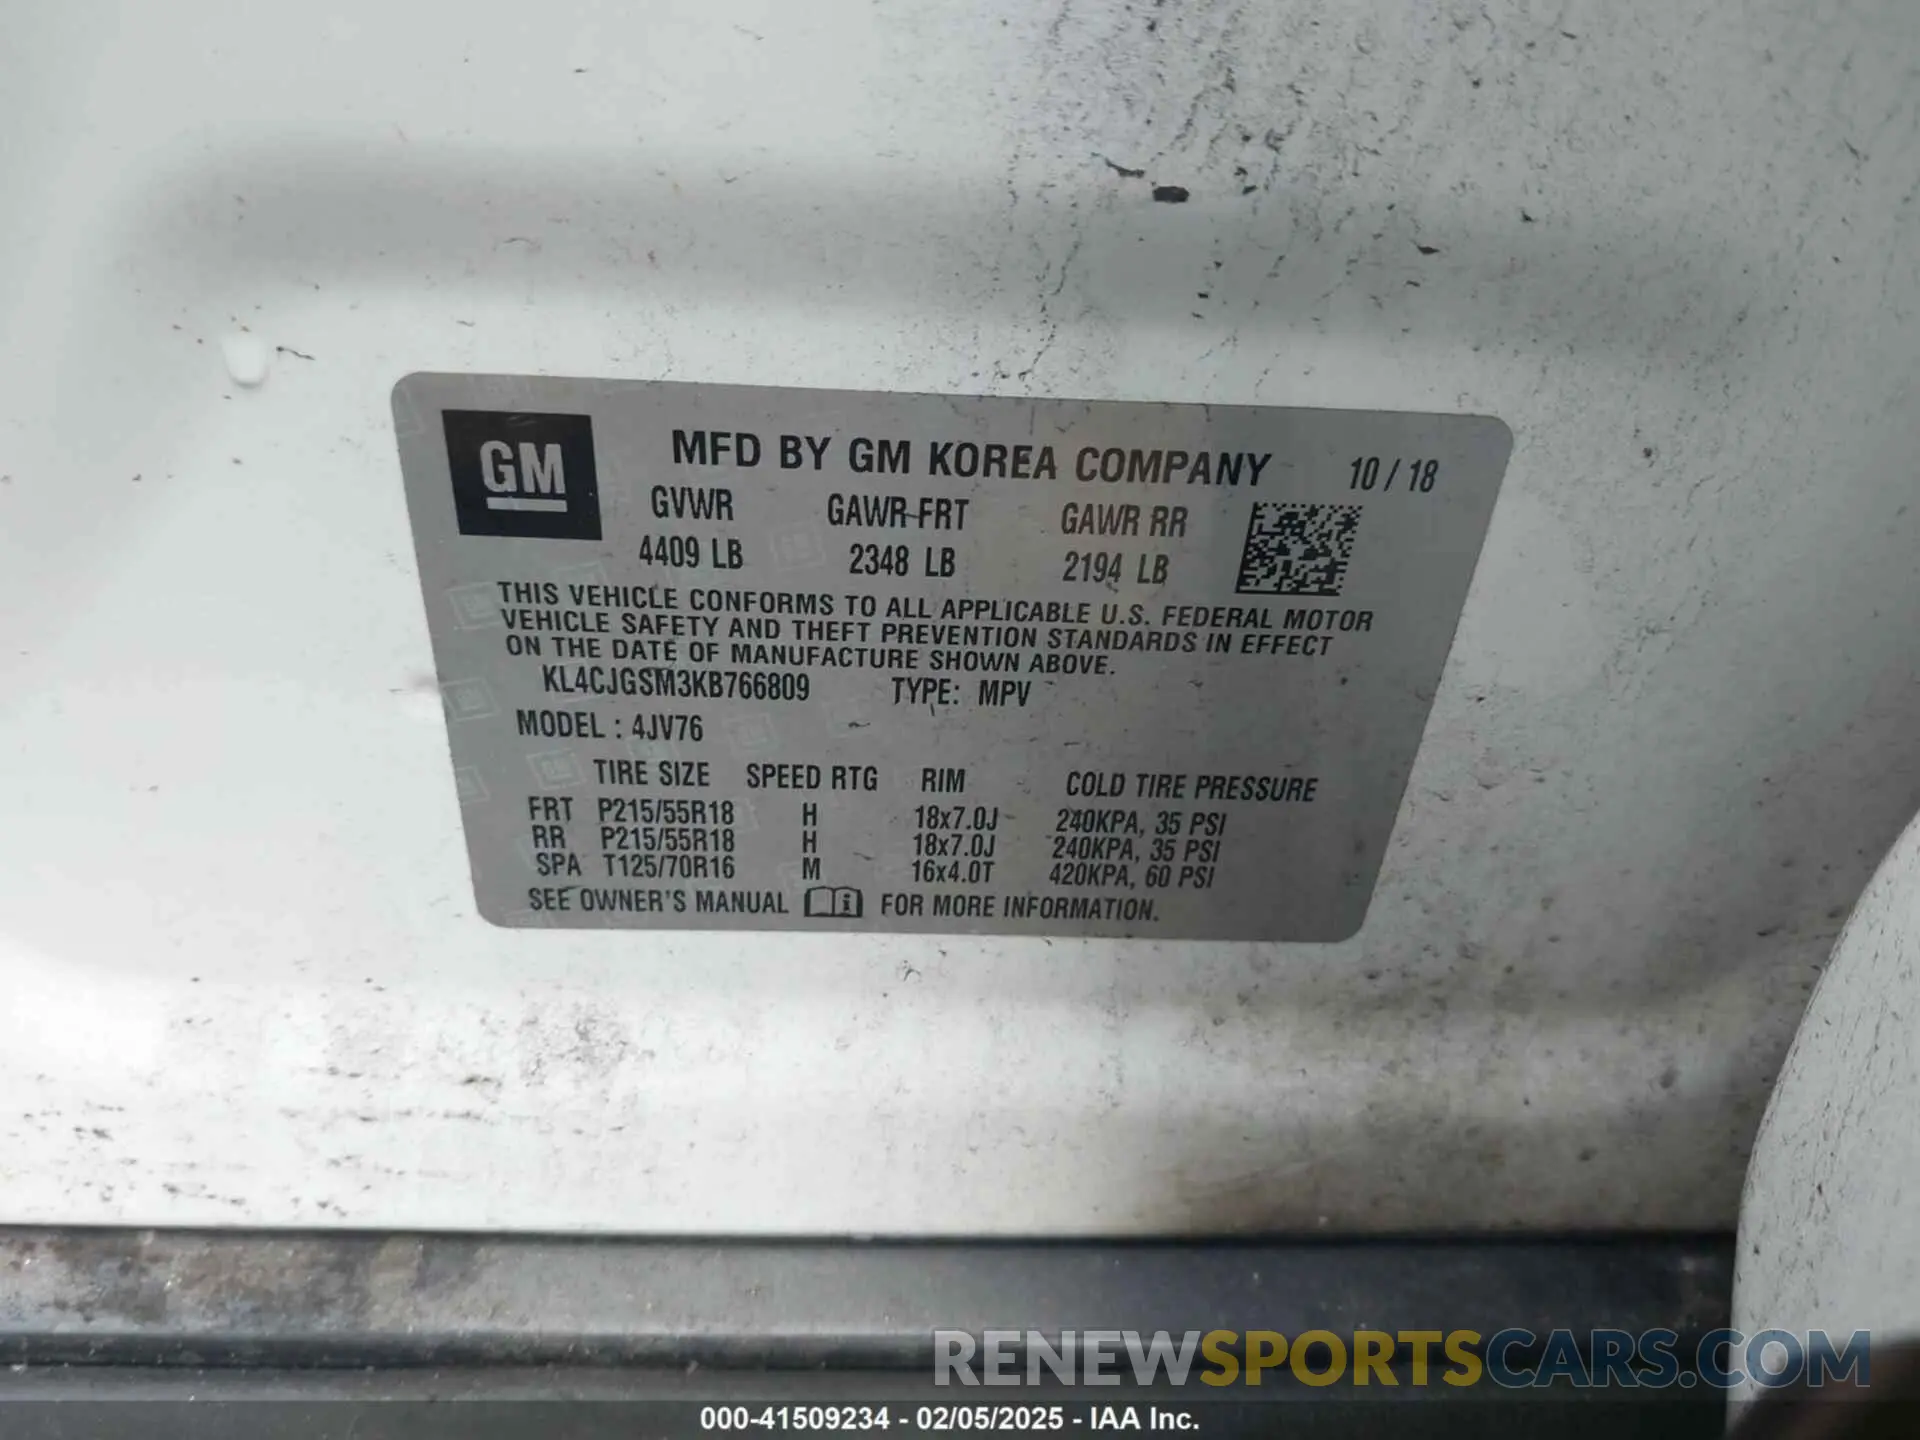 GM
MFD BY GM KOREA COMPANY 10 / 18
GVWR GAWR FRT GAWR RR
4409 LB 2348 LB 2194 LB
THIS VEHICLE CONFORMS TO ALL APPLICABLE U.S. FEDERAL MOTOR
VEHICLE SAFETY AND THEFT PREVENTION STANDARDS IN EFFECT
ON THE DATE OF MANUFACTURE SHOWN ABOVE.
KL4CJGSM3KB766809 TYPE: MPV
MODEL : 4JV76
TIRE SIZE SPEED RTG RIM COLD TIRE PRESSURE
FRT P215/55R18 H 18x7.0J 240KPA, 35 PSI
RR P215/55R18 H 18x7.0J 240KPA, 35 PSI
SPA T125/70R16 M 16x4.0T 420KPA, 60 PSI
SEE OWNER'S MANUAL i FOR MORE INFORMATION.
RENEWSPORTSCARS.COM
000-41509234 - 02/05/2025 - IAA Inc.